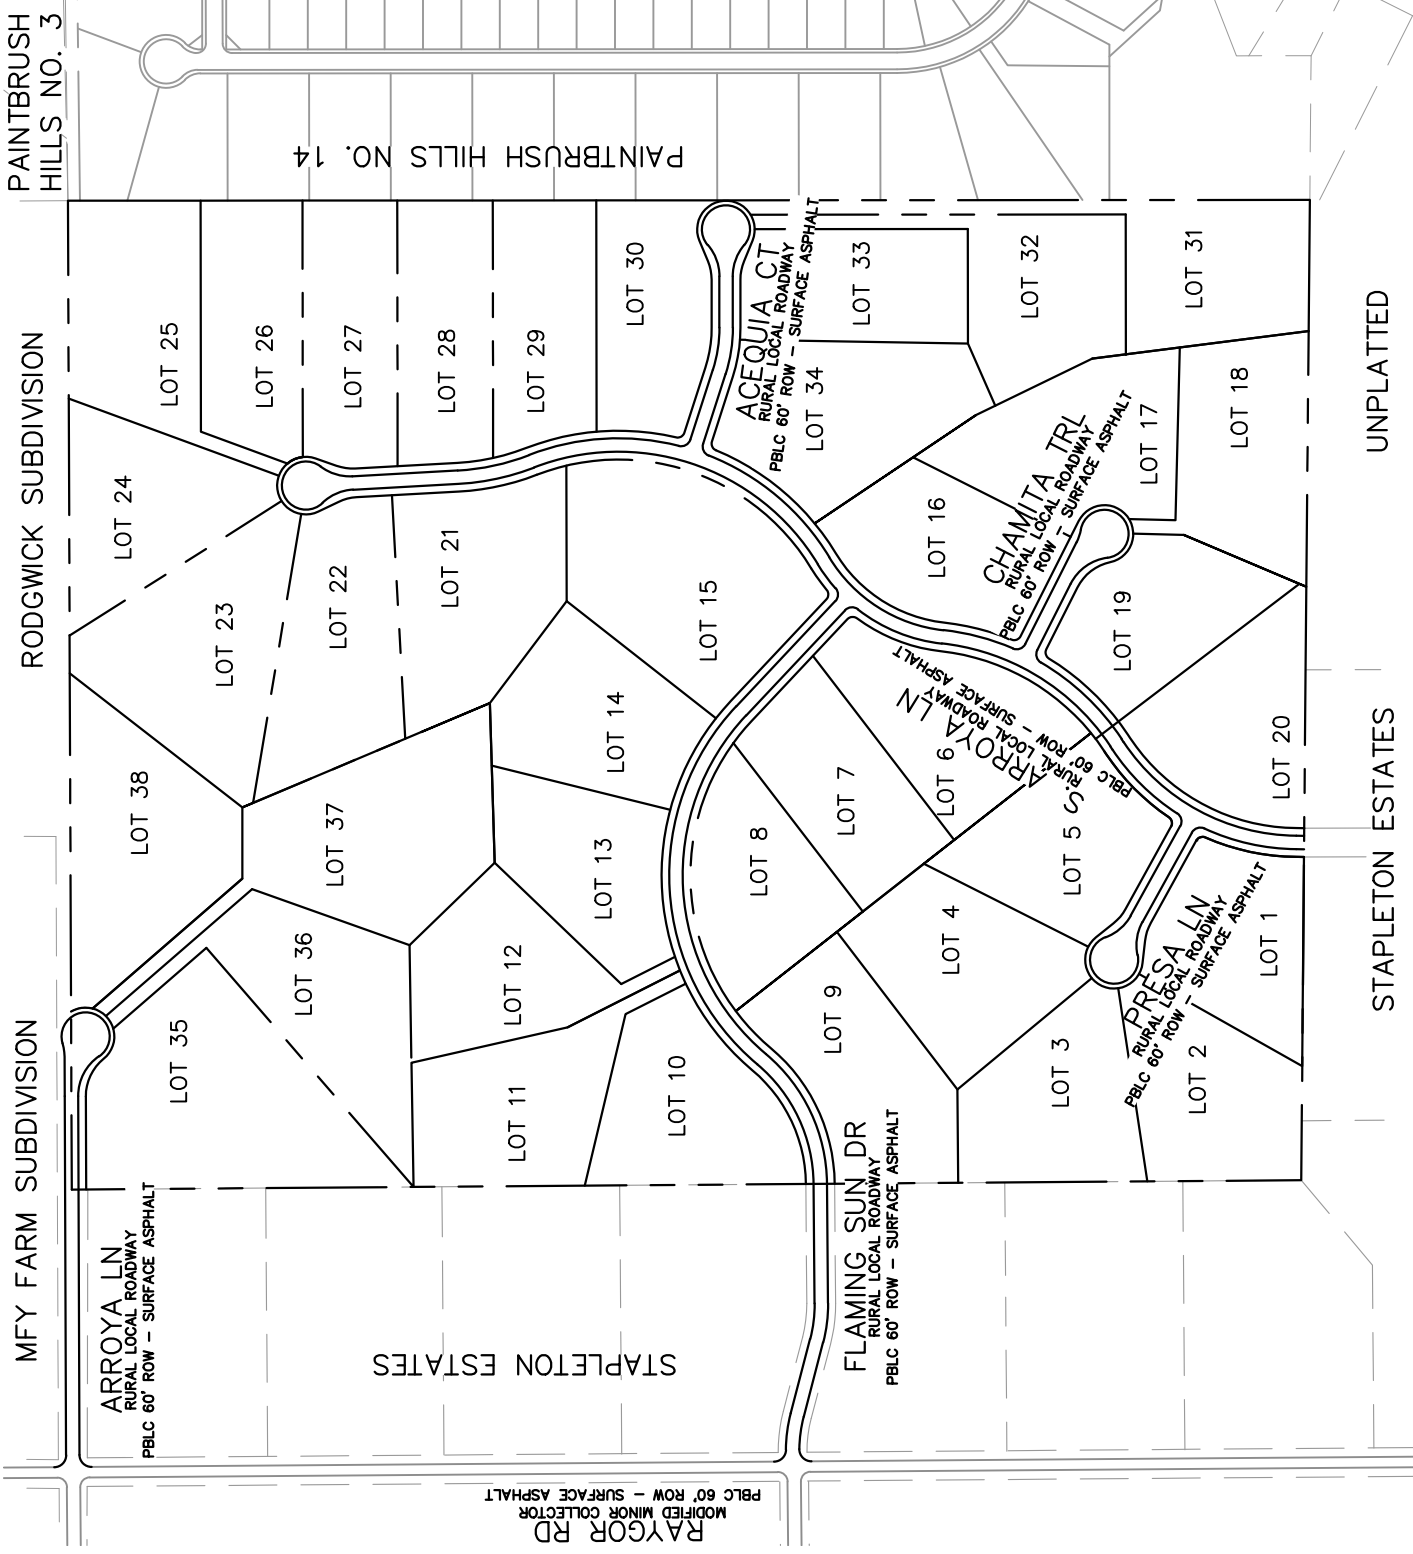 PAINTBRUSH
HILLS NO. 3
PAINTBRUSH HILLS NO. 14
RODGWICK SUBDIVISION
MFY FARM SUBDIVISION
UNPLATTED
STAPLETON ESTATES
STAPLETON ESTATES
LOT 25
LOT 26
LOT 27
LOT 28
LOT 29
LOT 30
ACEQUIA CT
RURAL LOCAL ROADWAY
PBLC 60' ROW – SURFACE ASPHALT
LOT 33
LOT 32
LOT 31
LOT 34
LOT 24
LOT 23
LOT 22
LOT 21
LOT 15
LOT 16
CHAMITA TRL
RURAL LOCAL ROADWAY
PBLC 60' ROW – SURFACE ASPHALT
LOT 17
LOT 18
LOT 19
LOT 20
S. ARROYA LN
RURAL LOCAL ROADWAY
PBLC 60' ROW – SURFACE ASPHALT
LOT 38
LOT 37
LOT 14
LOT 13
LOT 8
LOT 7
LOT 6
LOT 5
LOT 36
LOT 12
LOT 9
LOT 4
PRESA LN
RURAL LOCAL ROADWAY
PBLC 60' ROW – SURFACE ASPHALT
LOT 1
LOT 35
LOT 11
LOT 10
LOT 3
LOT 2
ARROYA LN
RURAL LOCAL ROADWAY
PBLC 60' ROW – SURFACE ASPHALT
FLAMING SUN DR
RURAL LOCAL ROADWAY
PBLC 60' ROW – SURFACE ASPHALT
RAYGOR RD
MODIFIED MINOR COLLECTOR
PBLC 60' ROW – SURFACE ASPHALT